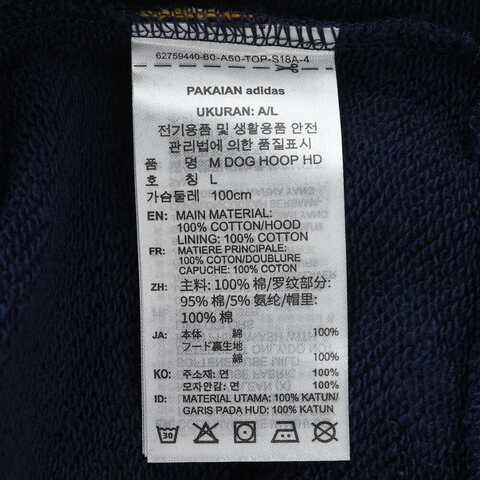 62759440-B0-A50-TOP-S18A-4
PAKAIAN adidas
UKURAN: A/L
전기용품 및 생활용품 안전
관리법에 의한 품질표시
품 명 M DOG HOOP HD
호 칭 L
가슴둘레 100cm
EN: MAIN MATERIAL:
100% COTTON/HOOD
LINING: 100% COTTON
FR: MATIERE PRINCIPALE:
100% COTON/DOUBLURE
CAPUCHE: 100% COTON
ZH: 主料: 100% 棉/罗纹部分:
95% 棉/5% 氨纶/帽里:
100% 棉
JA: 本体 綿 100%
フード裏生地
綿 100%
KO: 주소재: 면 100%
모자안감: 면 100%
ID: MATERIAL UTAMA: 100% KATUN/
GARIS PADA HUD: 100% KATUN
30